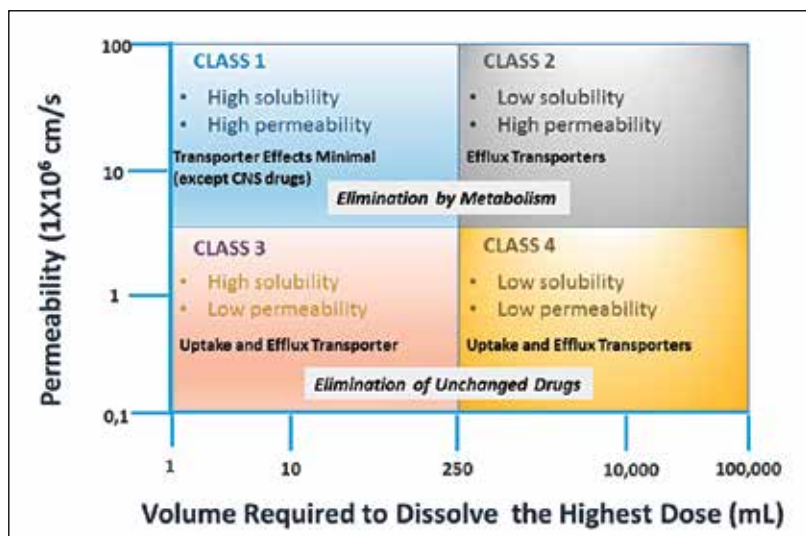 100
10
1
0,1
Permeability (1X10⁶ cm/s
CLASS 1
• High solubility
• High permeability
Transporter Effects Minimal
(except CNS drugs)
CLASS 2
• Low solubility
• High permeability
Efflux Transporters
Elimination by Metabolism
CLASS 3
• High solubility
• Low permeability
Uptake and Efflux Transporter
CLASS 4
• Low solubility
• Low permeability
Uptake and Efflux Transporters
Elimination of Unchanged Drugs
1
10
250
10,000
100,000
Volume Required to Dissolve the Highest Dose (mL)